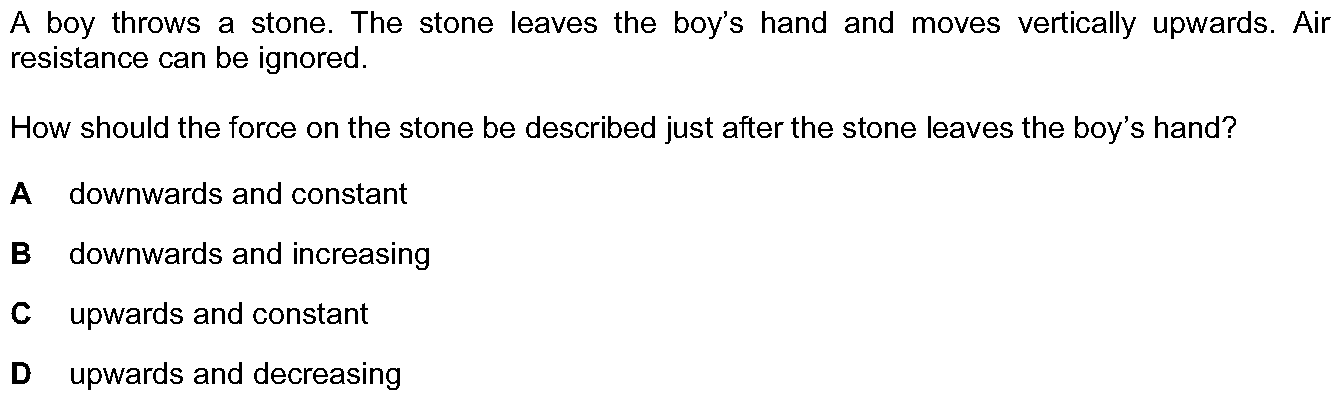 A boy throws a stone. The stone leaves the boy’s hand and moves vertically upwards. Air
resistance can be ignored.
How should the force on the stone be described just after the stone leaves the boy’s hand?
A downwards and constant
B downwards and increasing
C upwards and constant
D upwards and decreasing